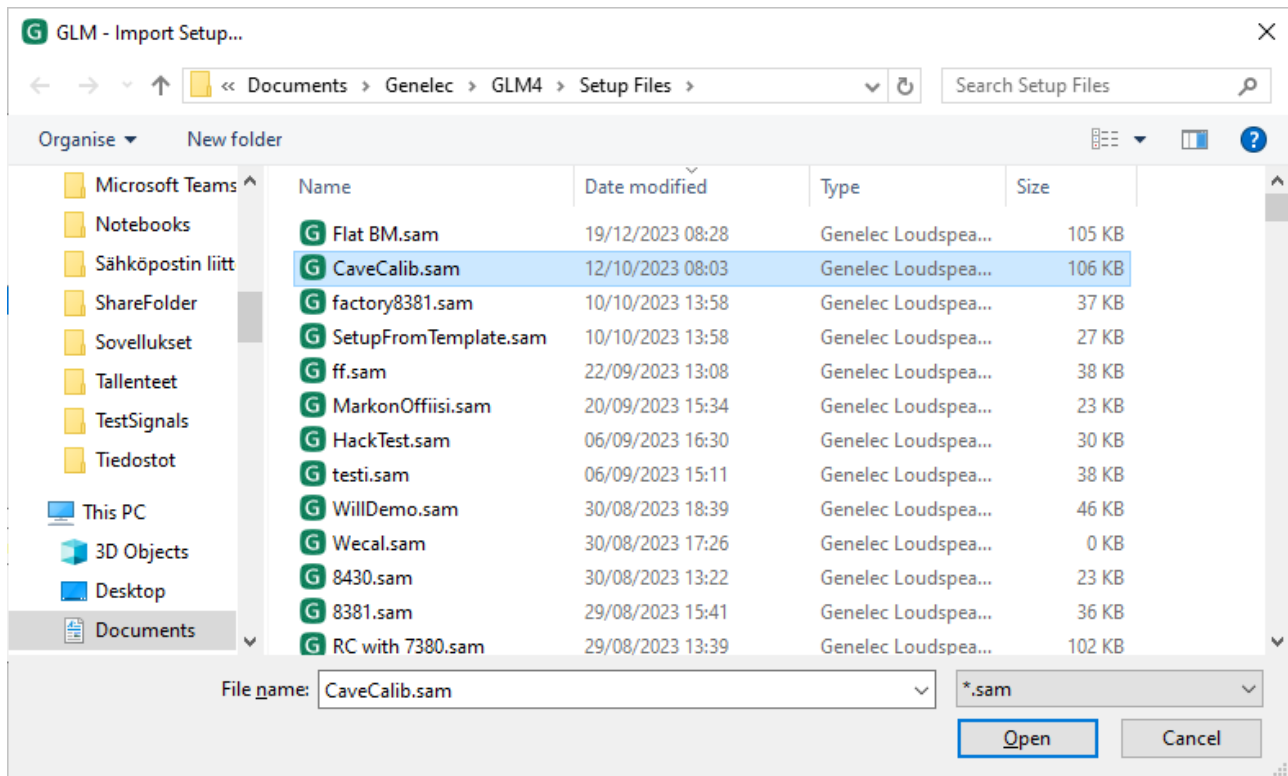 GLM - Import Setup...
« Documents > Genelec > GLM4 > Setup Files >
Search Setup Files
Organise
New folder
Name Date modified Type Size
Microsoft Teams
Notebooks
Sähköpostin liitt
ShareFolder
Sovellukset
Tallenteet
TestSignals
Tiedostot
This PC
3D Objects
Desktop
Documents
Flat BM.sam 19/12/2023 08:28 Genelec Loudspea... 105 KB
CaveCalib.sam 12/10/2023 08:03 Genelec Loudspea... 106 KB
factory8381.sam 10/10/2023 13:58 Genelec Loudspea... 37 KB
SetupFromTemplate.sam 10/10/2023 13:58 Genelec Loudspea... 27 KB
ff.sam 22/09/2023 13:08 Genelec Loudspea... 38 KB
MarkonOffiisi.sam 20/09/2023 15:34 Genelec Loudspea... 23 KB
HackTest.sam 06/09/2023 16:30 Genelec Loudspea... 30 KB
testi.sam 06/09/2023 15:11 Genelec Loudspea... 38 KB
WillDemo.sam 30/08/2023 18:39 Genelec Loudspea... 46 KB
Wecal.sam 30/08/2023 17:26 Genelec Loudspea... 0 KB
8430.sam 30/08/2023 13:22 Genelec Loudspea... 23 KB
8381.sam 29/08/2023 15:41 Genelec Loudspea... 36 KB
RC with 7380.sam 29/08/2023 13:39 Genelec Loudspea... 102 KB
File name: CaveCalib.sam
*.sam
Open
Cancel